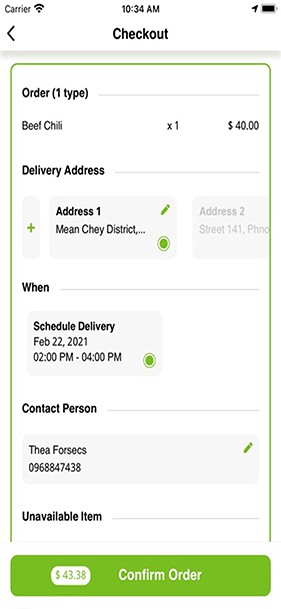 Carrier 10:34 AM
Checkout
Order (1 type)
Beef Chili x 1 $ 40.00
Delivery Address
+ Address 1 Address 2
Mean Chey District,... Street 141, Phno
When
Schedule Delivery
Feb 22, 2021
02:00 PM - 04:00 PM
Contact Person
Thea Forsecs
0968847438
Unavailable Item
$ 43.38 Confirm Order